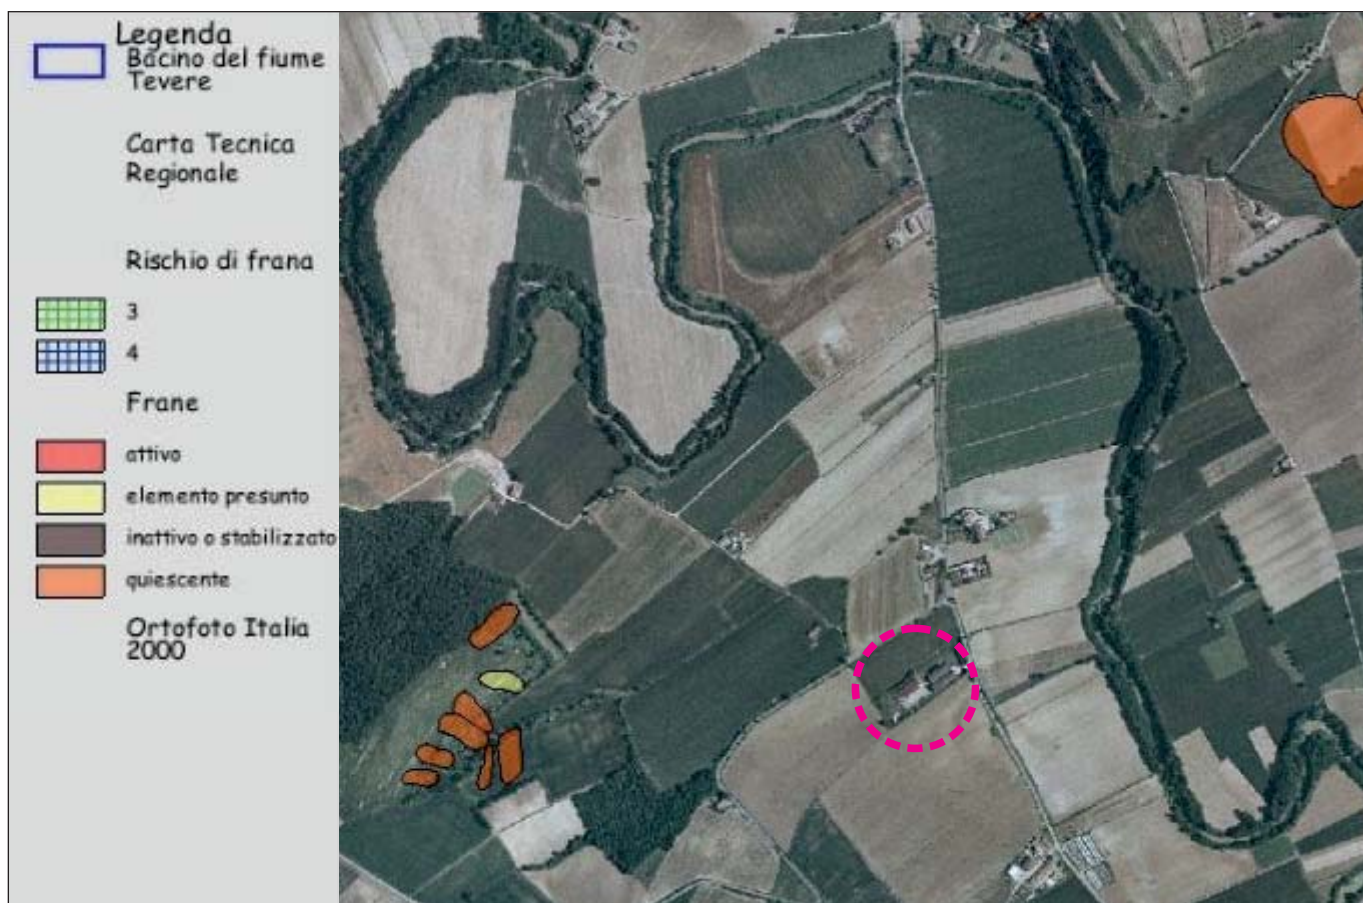 Legenda
Bacino del fiume
Tevere
Carta Tecnica
Regionale
Rischio di frana
3
4
Frane
attivo
elemento presunto
inattivo o stabilizzato
quiescente
Ortofoto Italia
2000